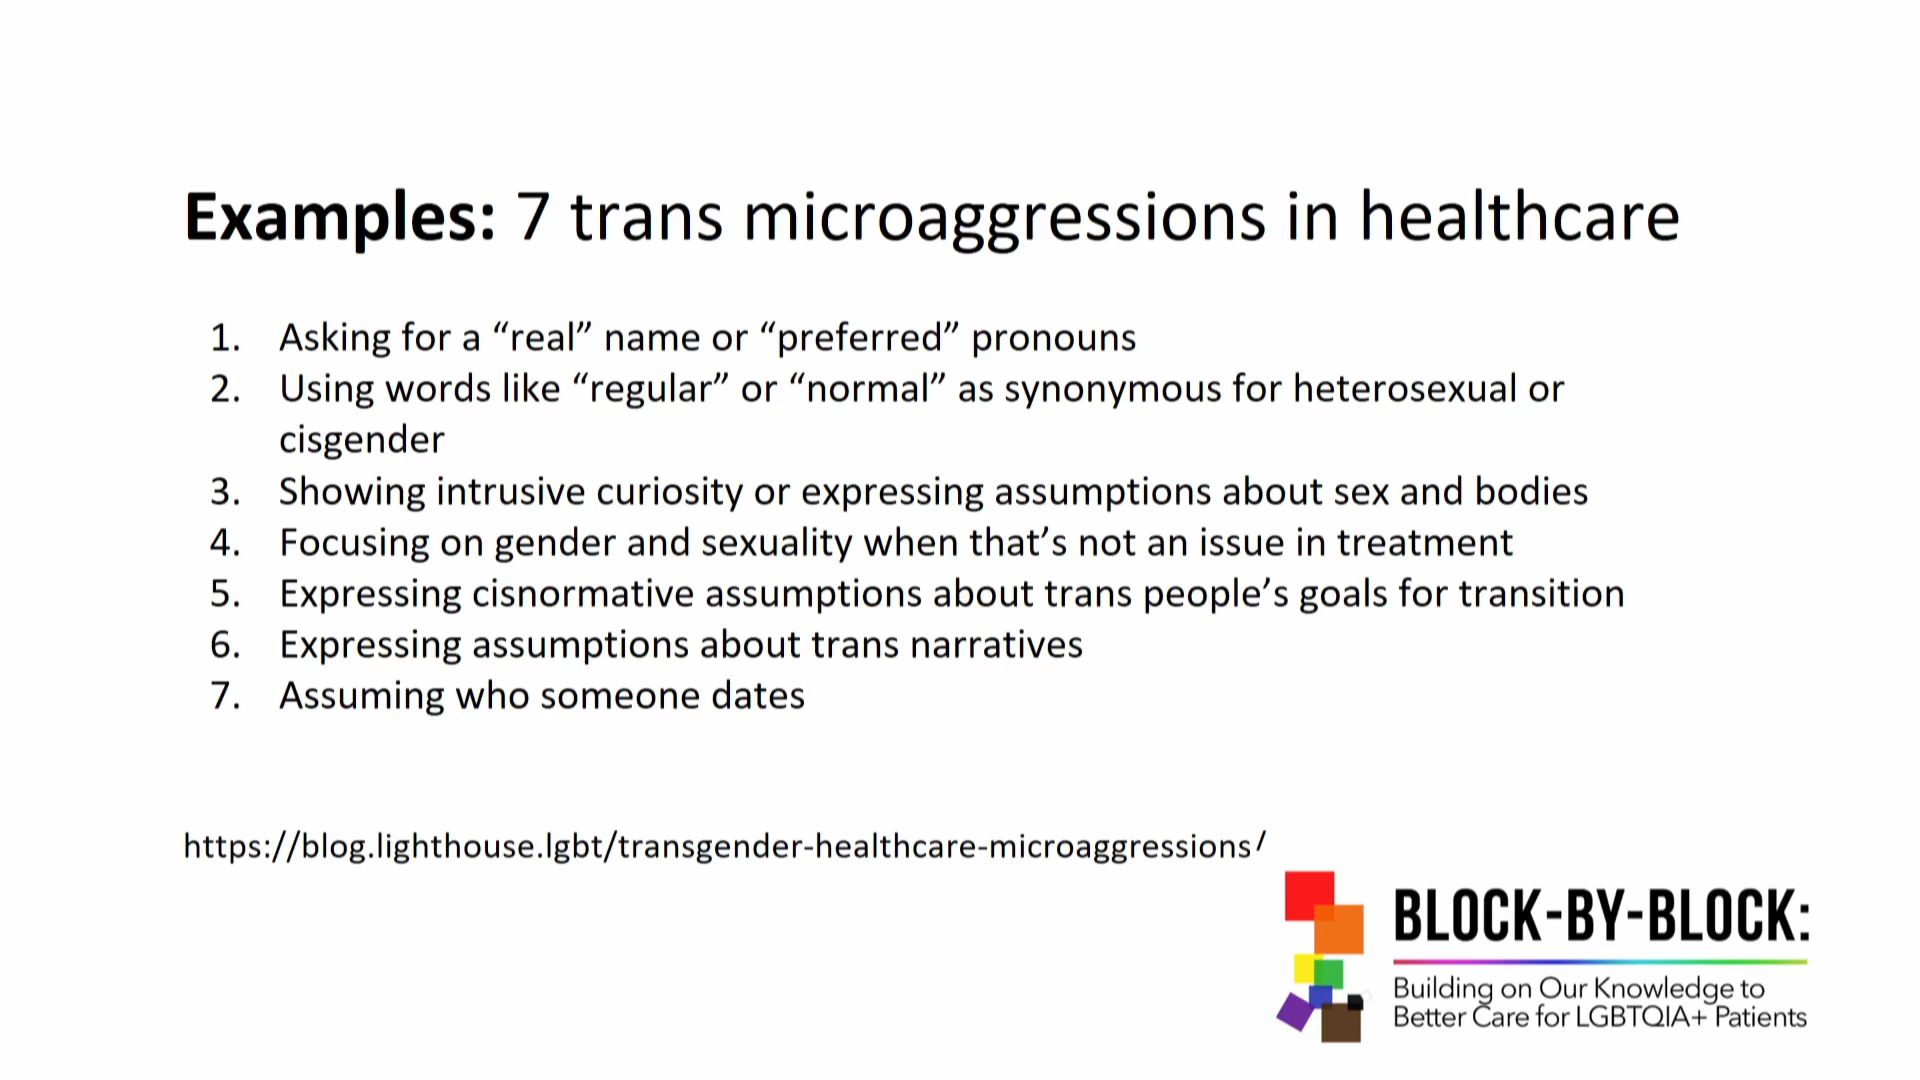 Examples: 7 trans microaggressions in healthcare
1. Asking for a “real” name or “preferred” pronouns
2. Using words like “regular” or “normal” as synonymous for heterosexual or
cisgender
3. Showing intrusive curiosity or expressing assumptions about sex and bodies
4. Focusing on gender and sexuality when that’s not an issue in treatment
5. Expressing cisnormative assumptions about trans people’s goals for transition
6. Expressing assumptions about trans narratives
7. Assuming who someone dates
https://blog.lighthouse.lgbt/transgender-healthcare-microaggressions/
BLOCK-BY-BLOCK:
Building on Our Knowledge to
Better Care for LGBTQIA+ Patients